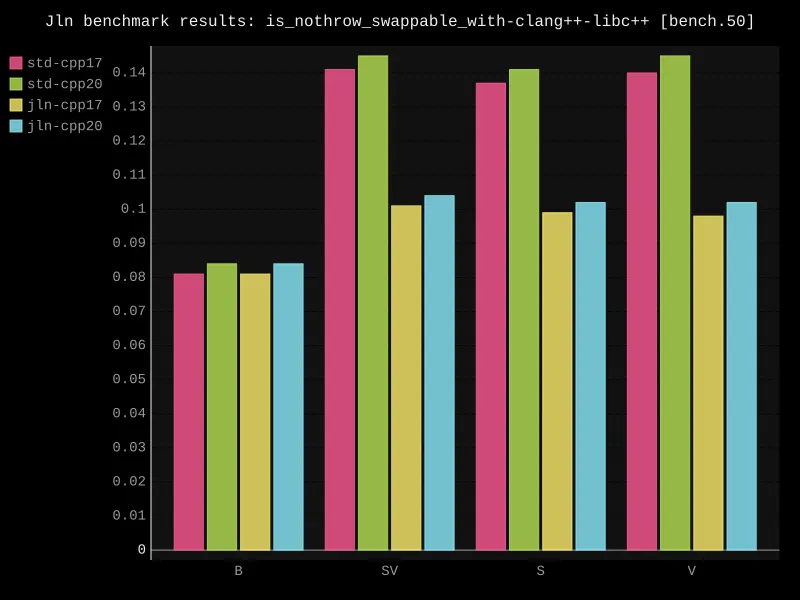 Jln benchmark results: is_nothrow_swappable_with-clang++-libc++ [bench.50]
std-cpp17
std-cpp20
jln-cpp17
jln-cpp20
0.14
0.13
0.12
0.11
0.1
0.09
0.08
0.07
0.06
0.05
0.04
0.03
0.02
0.01
0
B SV S V